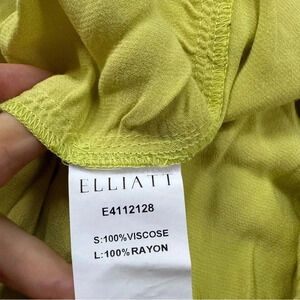 ELLIATT
E4112128
S:100%VISCOSE
L:100%RAYON